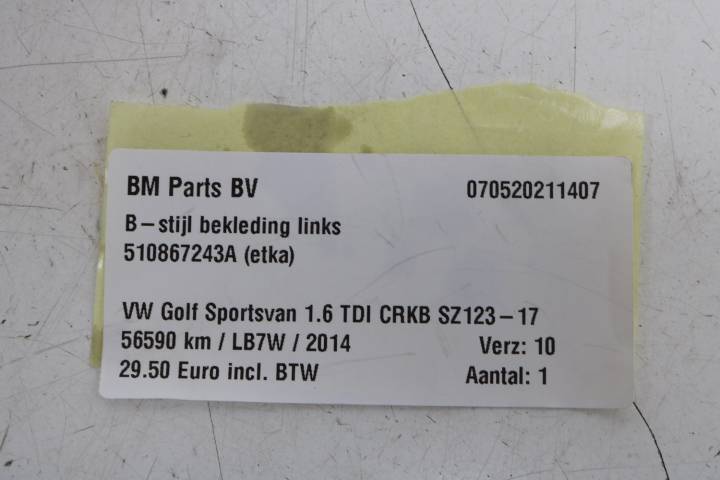 BM Parts BV 070520211407
B-stijl bekleding links
510867243A (etka)
VW Golf Sportsvan 1.6 TDI CRKB SZ123-17
56590 km / LB7W / 2014 Verz: 10
29.50 Euro incl. BTW Aantal: 1